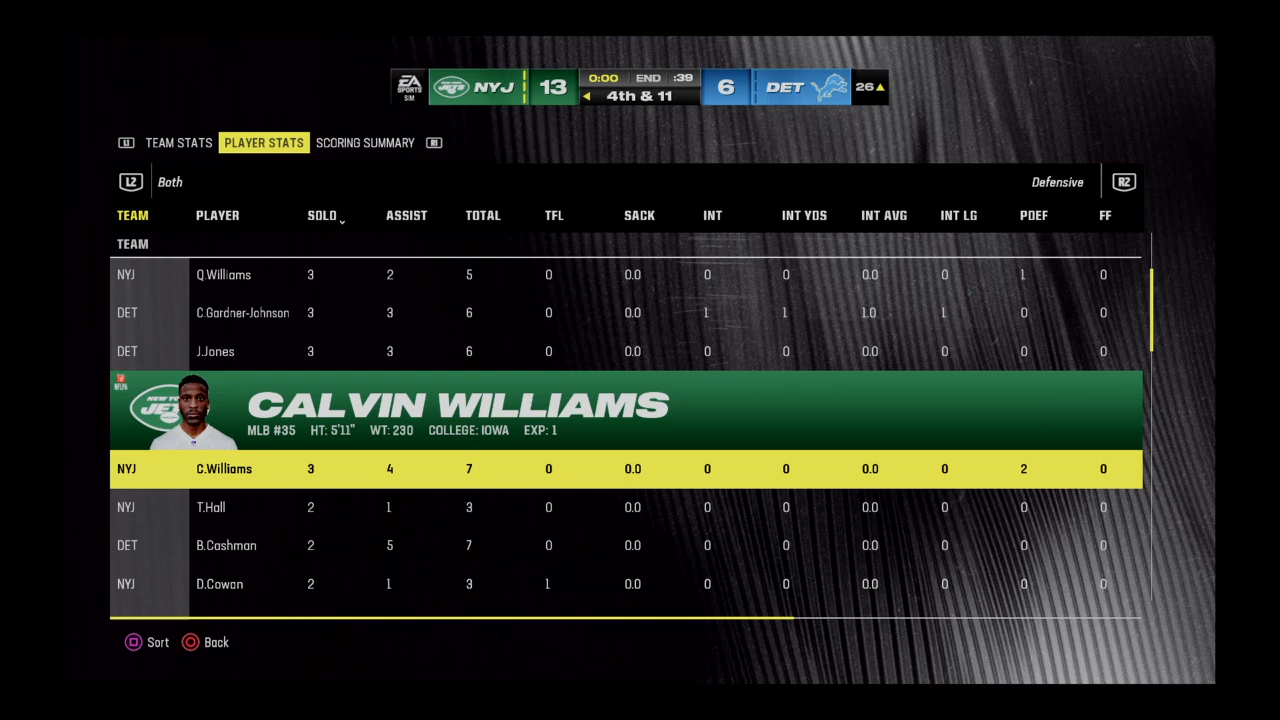 EA SPORTS SIM NYJ 13 0:00 END :39 4th & 11 6 DET 26
L1 TEAM STATS PLAYER STATS SCORING SUMMARY R1
L2 Both Defensive R2
TEAM PLAYER SOLO ASSIST TOTAL TFL SACK INT INT YDS INT AVG INT LG PDEF FF
TEAM
NYJ Q.Williams 3 2 5 0 0.0 0 0 0.0 0 1 0
DET C.Gardner-Johnson 3 3 6 0 0.0 1 1 1.0 1 0 0
DET J.Jones 3 3 6 0 0.0 0 0 0.0 0 0 0
NFLPA NEW YORK JETS CALVIN WILLIAMS
MLB #35 HT: 5'11" WT: 230 COLLEGE: IOWA EXP: 1
NYJ C.Williams 3 4 7 0 0.0 0 0 0.0 0 2 0
NYJ T.Hall 2 1 3 0 0.0 0 0 0.0 0 0 0
DET B.Cashman 2 5 7 0 0.0 0 0 0.0 0 0 0
NYJ D.Cowan 2 1 3 1 0.0 0 0 0.0 0 0 0
Sort Back